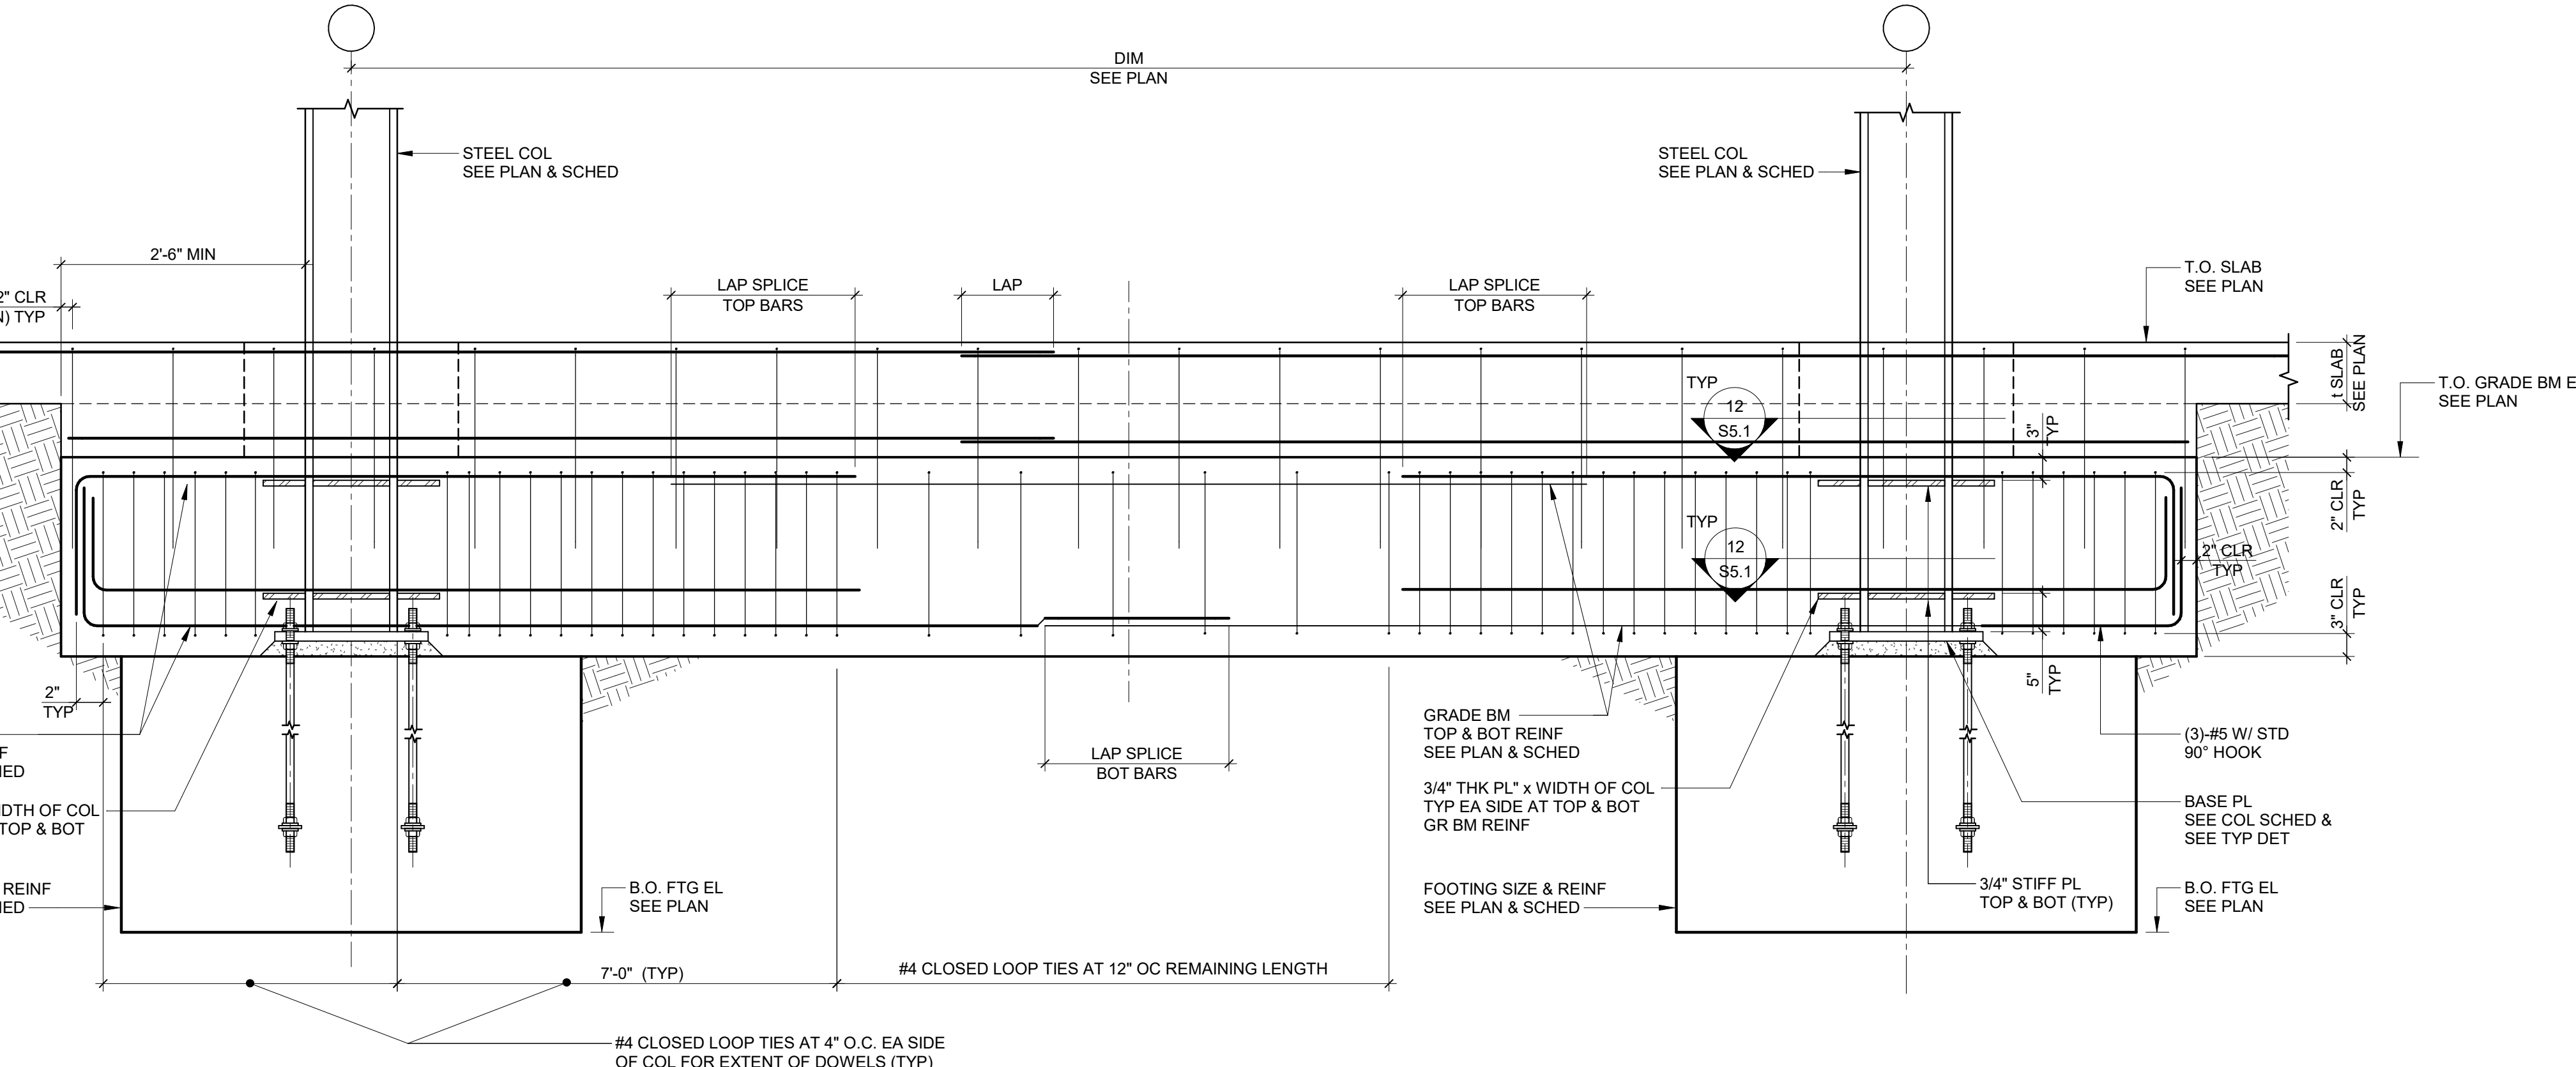 DIM
SEE PLAN
STEEL COL
SEE PLAN & SCHED
STEEL COL
SEE PLAN & SCHED
2'-6" MIN
2" CLR
TYP
LAP SPLICE
TOP BARS
LAP
LAP SPLICE
TOP BARS
T.O. SLAB
SEE PLAN
t SLAB
SEE PLAN
T.O. GRADE BM E
SEE PLAN
TYP
12
S5.1
3"
TYP
TYP
12
S5.1
2" CLR
TYP
2" CLR
TYP
3" CLR
TYP
2"
TYP
5"
TYP
GRADE BM
TOP & BOT REINF
SEE PLAN & SCHED
(3)-#5 W/ STD
90° HOOK
LAP SPLICE
BOT BARS
WIDTH OF COL
TOP & BOT
3/4" THK PL" x WIDTH OF COL
TYP EA SIDE AT TOP & BOT
GR BM REINF
BASE PL
SEE COL SCHED &
SEE TYP DET
REINF
B.O. FTG EL
SEE PLAN
FOOTING SIZE & REINF
SEE PLAN & SCHED
3/4" STIFF PL
TOP & BOT (TYP)
B.O. FTG EL
SEE PLAN
7'-0" (TYP)
#4 CLOSED LOOP TIES AT 12" OC REMAINING LENGTH
#4 CLOSED LOOP TIES AT 4" O.C. EA SIDE
OF COL FOR EXTENT OF DOWELS (TYP)